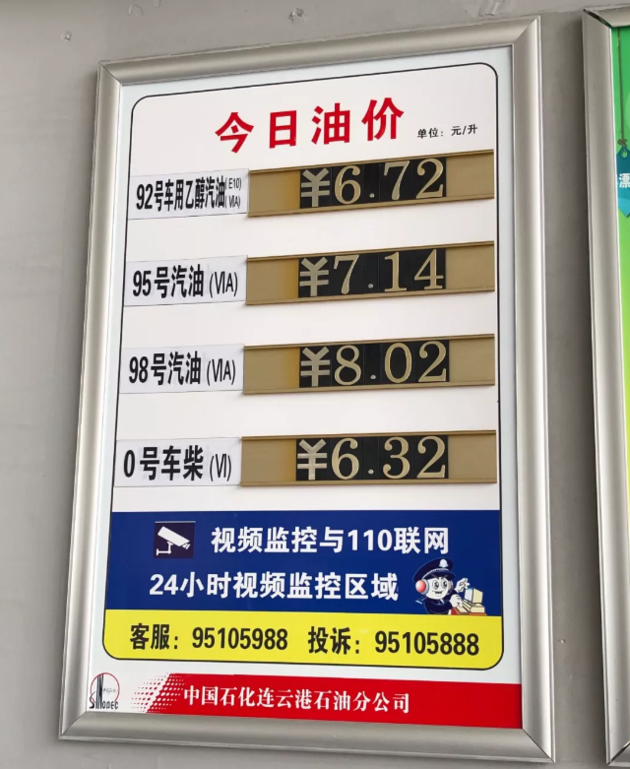 今日油价 单位：元/升
92号车用乙醇汽油(E10)(ⅥA) ¥6.72
95号汽油(ⅥA) ¥7.14
98号汽油(ⅥA) ¥8.02
0号车柴(Ⅵ) ¥6.32
视频监控与110联网
24小时视频监控区域
客服：95105988 投诉：95105888
SINOPEC 中国石化连云港石油分公司
漂